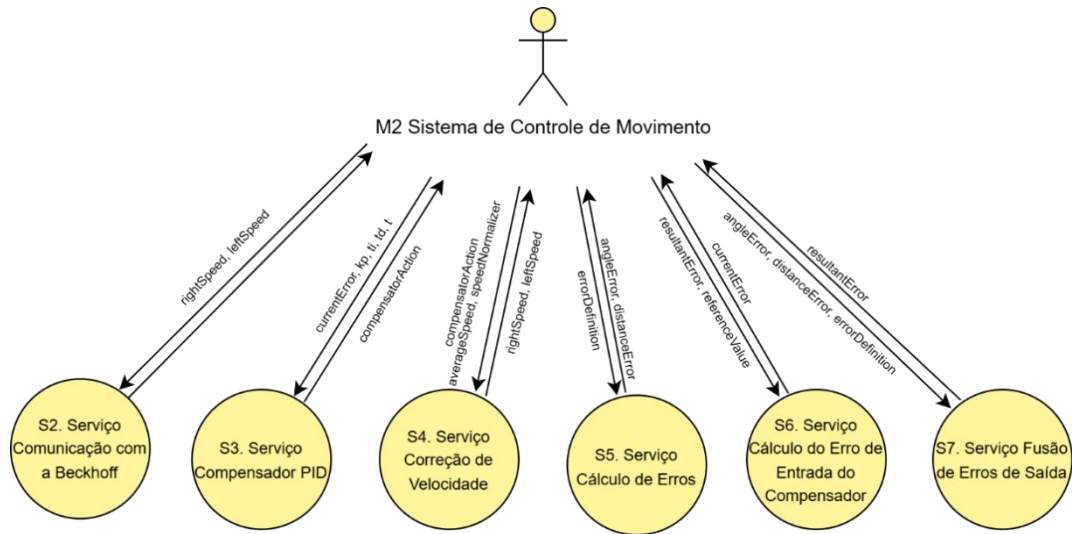 M2 Sistema de Controle de Movimento
rightSpeed, leftSpeed
currentError, kp, ti, td, t
compensatorAction
compensatorAction
averageSpeed, speedNormalizer
rightSpeed, leftSpeed
errorDefinition
angleError, distanceError
resultantError, referenceValue
currentError
angleError, distanceError, errorDefinition
resultantError
S2. Serviço
Comunicação com
a Beckhoff
S3. Serviço
Compensador PID
S4. Serviço
Correção de
Velocidade
S5. Serviço
Cálculo de Erros
S6. Serviço
Cálculo do Erro de
Entrada do
Compensador
S7. Serviço Fusão
de Erros de Saída